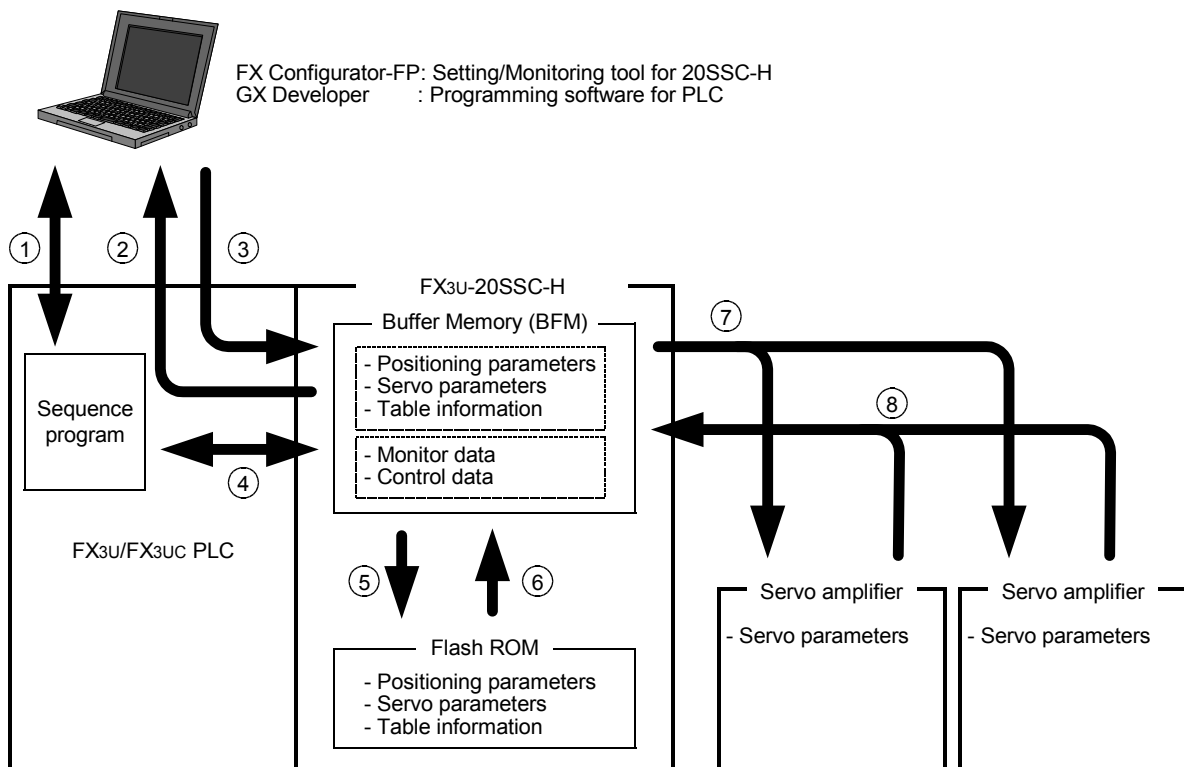 FX Configurator-FP: Setting/Monitoring tool for 20SSC-H
GX Developer : Programming software for PLC
1
2
3
FX3U-20SSC-H
Buffer Memory (BFM)
7
- Positioning parameters
- Servo parameters
- Table information
8
Sequence
program
- Monitor data
- Control data
4
FX3U/FX3UC PLC
5
6
Servo amplifier
Servo amplifier
- Servo parameters
- Servo parameters
Flash ROM
- Positioning parameters
- Servo parameters
- Table information